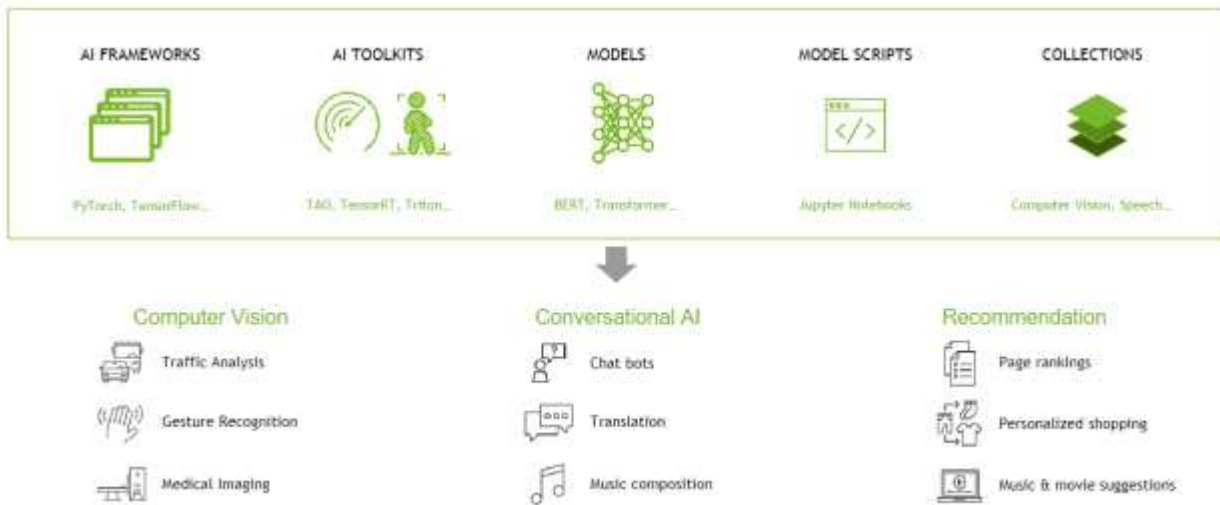 AI FRAMEWORKS
AI TOOLKITS
MODELS
MODEL SCRIPTS
COLLECTIONS
</>
PyTorch, TensorFlow...
TAO, TensorRT, Triton...
BERT, Transformer...
Jupyter Notebooks
Computer Vision, Speech...
Computer Vision
Traffic Analysis
Gesture Recognition
Medical Imaging
Conversational AI
?
Chat bots
Translation
Music composition
Recommendation
Page rankings
Personalized shopping
Music & movie suggestions